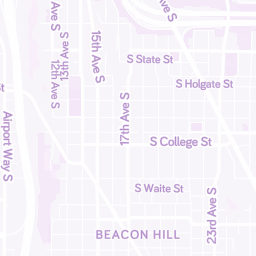 Ave S
15th Ave S
13th Ave S
12th Ave S
S State St
S Holgate St
17th Ave S
Airport Way S
S College St
S Waite St
23rd Ave S
BEACON HILL